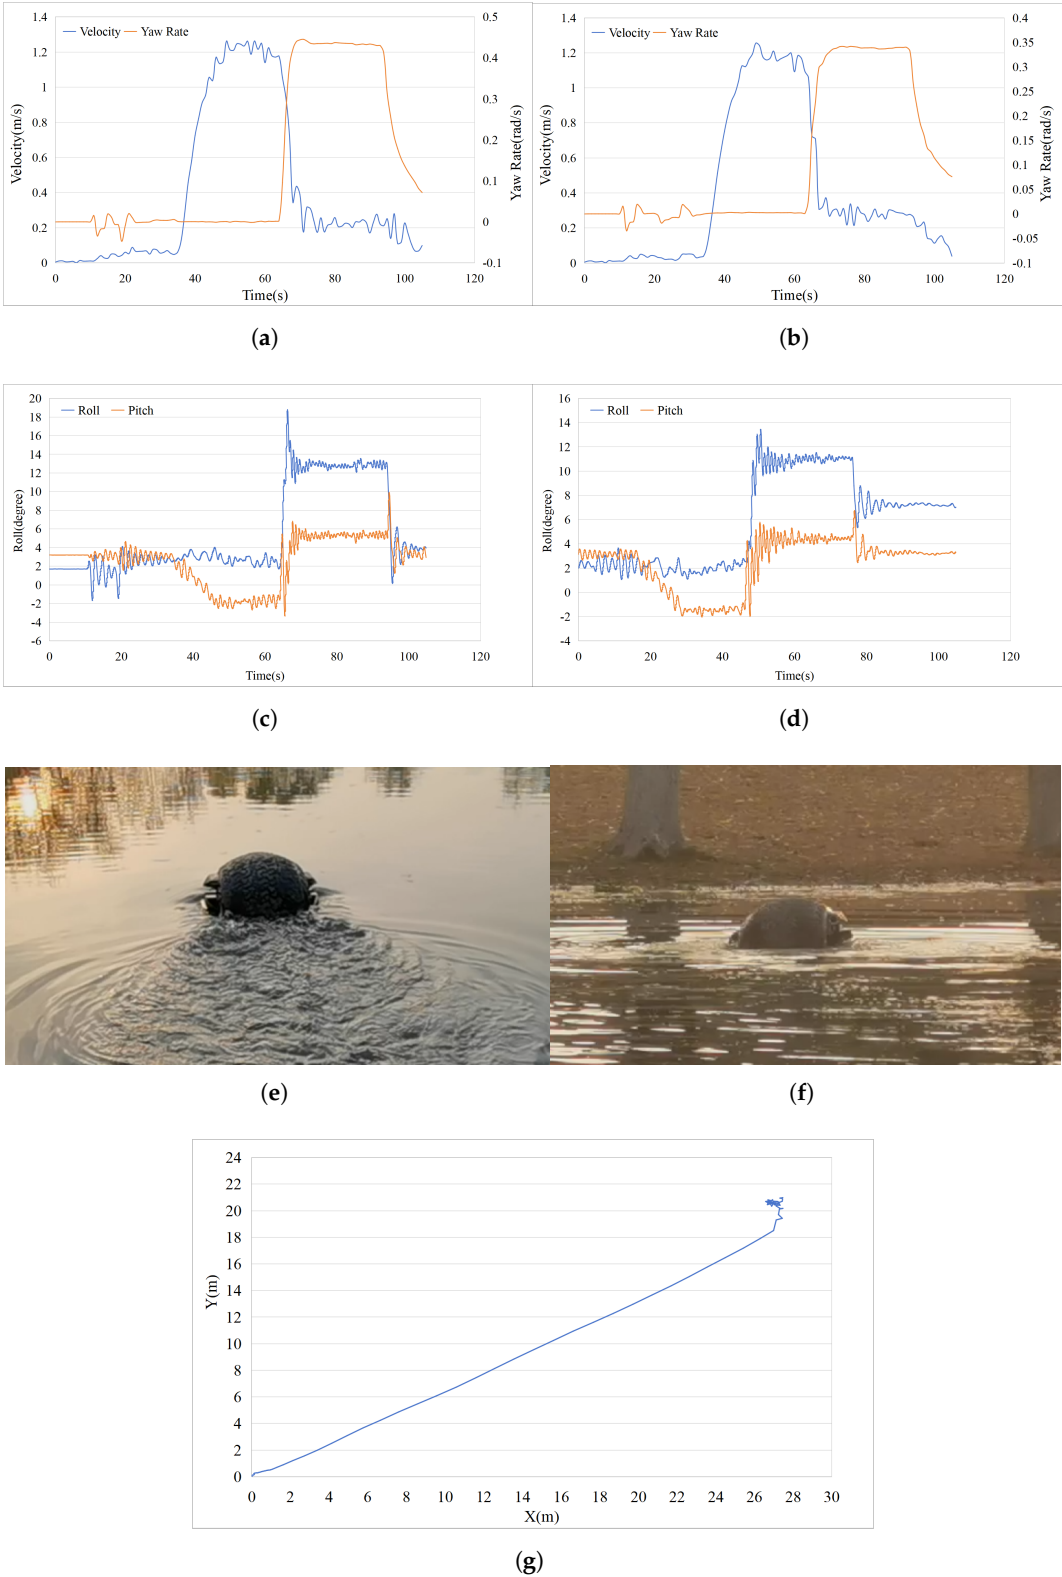 1.4
1.2
1
0.8
0.6
0.4
0.2
0
0.5
0.4
0.3
0.2
0.1
0
-0.1
0 20 40 60 80 100 120
Velocity Yaw Rate
Velocity(m/s)
Yaw Rate(rad/s)
Time(s)
(a)
1.4
1.2
1
0.8
0.6
0.4
0.2
0
0.4
0.35
0.3
0.25
0.2
0.15
0.1
0.05
0
-0.05
-0.1
0 20 40 60 80 100 120
Velocity Yaw Rate
Velocity(m/s)
Yaw Rate(rad/s)
Time(s)
(b)
20
18
16
14
12
10
8
6
4
2
0
-2
-4
-6
0 20 40 60 80 100 120
Roll Pitch
Roll(degree)
Time(s)
(c)
16
14
12
10
8
6
4
2
0
-2
-4
0 20 40 60 80 100 120
Roll Pitch
Roll(degree)
Time(s)
(d)
(e)
(f)
24
22
20
18
16
14
12
10
8
6
4
2
0
0 2 4 6 8 10 12 14 16 18 20 22 24 26 28 30
Y(m)
X(m)
(g)